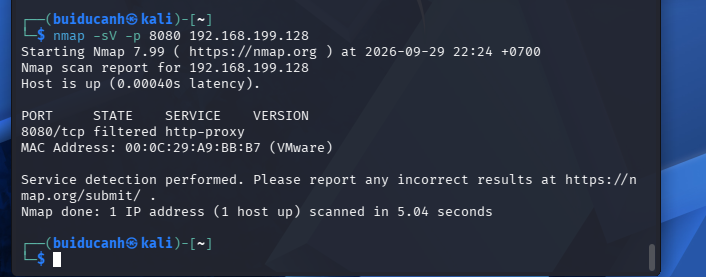 ┌──(buiducanh㉿kali)-[~]
└─$ nmap -sV -p 8080 192.168.199.128
Starting Nmap 7.99 ( https://nmap.org ) at 2026-09-29 22:24 +0700
Nmap scan report for 192.168.199.128
Host is up (0.00040s latency).
PORT     STATE    SERVICE    VERSION
8080/tcp filtered http-proxy
MAC Address: 00:0C:29:A9:BB:B7 (VMware)
Service detection performed. Please report any incorrect results at https://n
map.org/submit/ .
Nmap done: 1 IP address (1 host up) scanned in 5.04 seconds
┌──(buiducanh㉿kali)-[~]
└─$